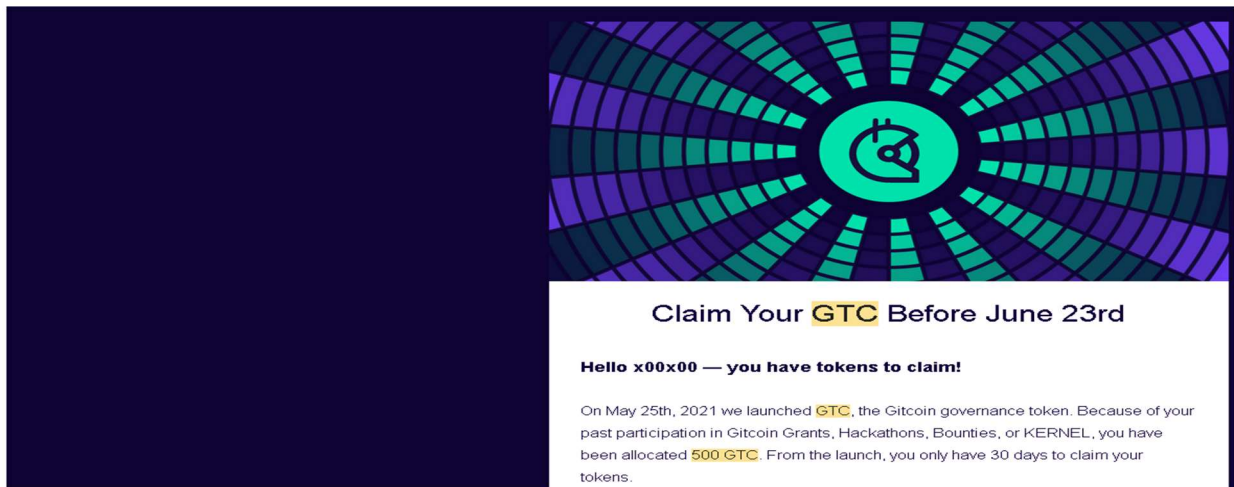 Claim Your GTC Before June 23rd
Hello x00x00 — you have tokens to claim!
On May 25th, 2021 we launched GTC, the Gitcoin governance token. Because of your
past participation in Gitcoin Grants, Hackathons, Bounties, or KERNEL, you have
been allocated 500 GTC. From the launch, you only have 30 days to claim your
tokens.